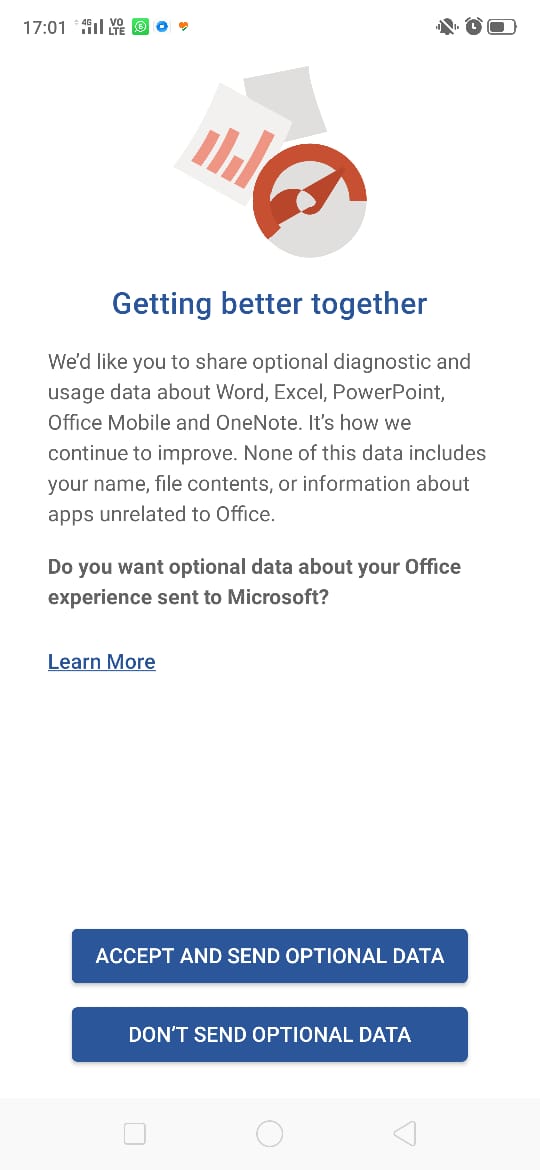 17:01 4G VO LTE
Getting better together
We’d like you to share optional diagnostic and
usage data about Word, Excel, PowerPoint,
Office Mobile and OneNote. It’s how we
continue to improve. None of this data includes
your name, file contents, or information about
apps unrelated to Office.
Do you want optional data about your Office
experience sent to Microsoft?
Learn More
ACCEPT AND SEND OPTIONAL DATA
DON’T SEND OPTIONAL DATA